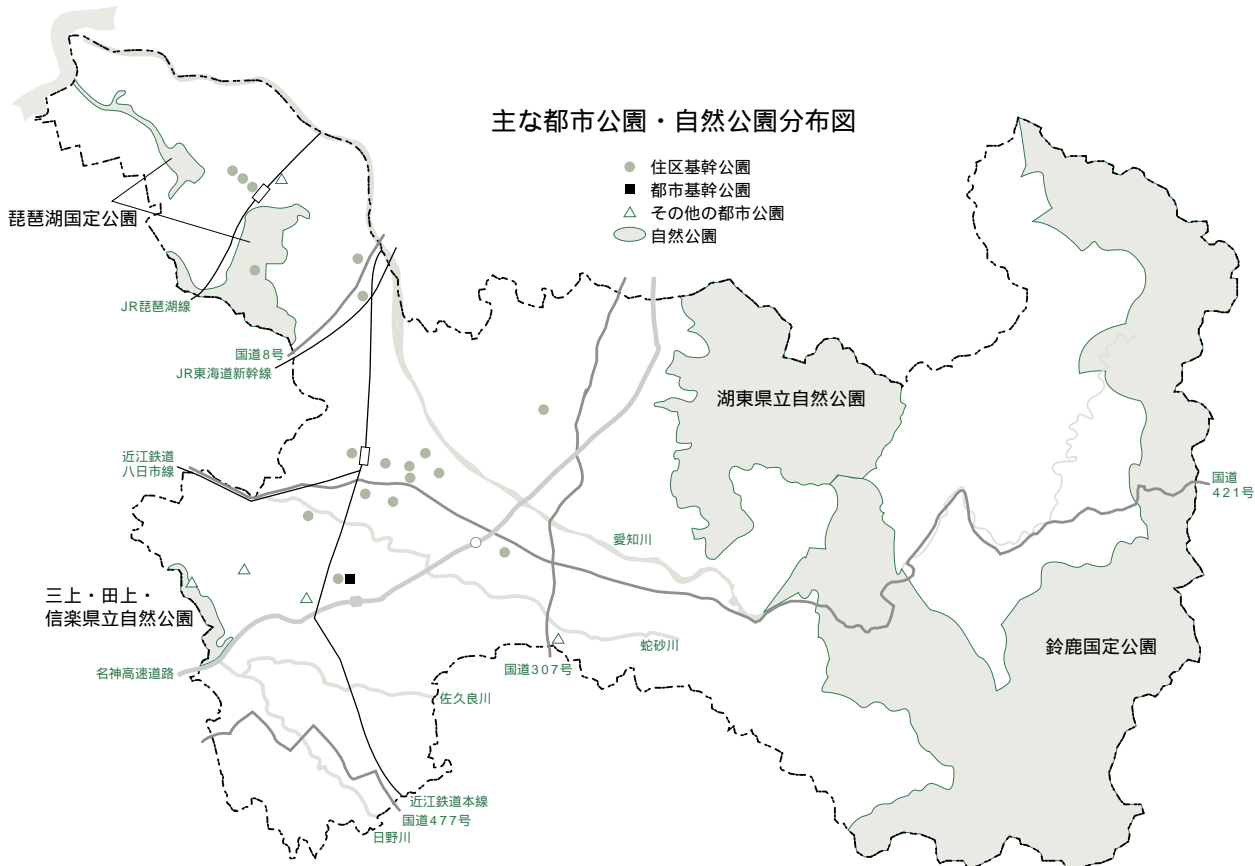 主な都市公園・自然公園分布図
住区基幹公園
都市基幹公園
その他の都市公園
自然公園
琵琶湖国定公園
JR琵琶湖線
国道8号
JR東海道新幹線
湖東県立自然公園
近江鉄道
八日市線
国道
421号
愛知川
三上・田上・
信楽県立自然公園
蛇砂川
鈴鹿国定公園
国道307号
名神高速道路
佐久良川
近江鉄道本線
国道477号
日野川